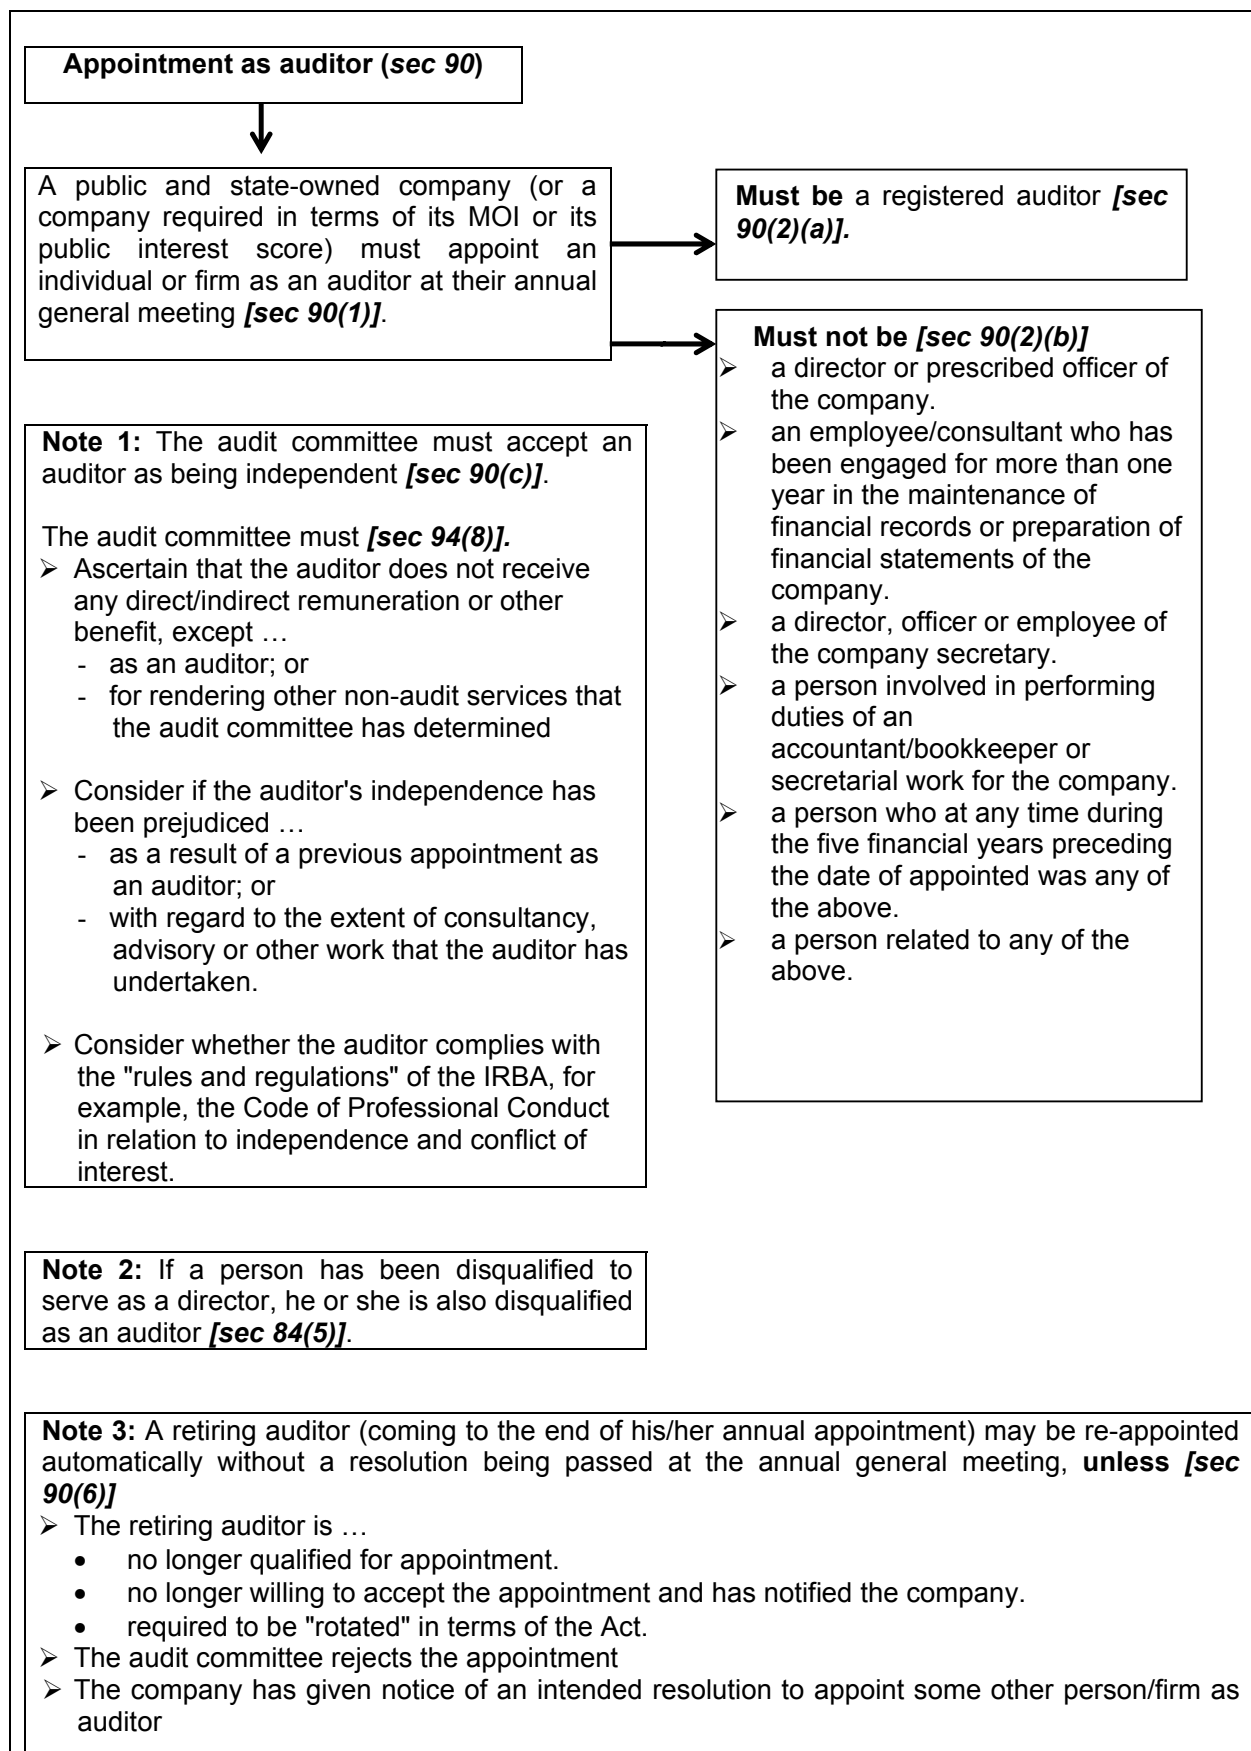 Appointment as auditor (sec 90)
A public and state-owned company (or a
company required in terms of its MOI or its
public interest score) must appoint an
individual or firm as an auditor at their annual
general meeting [sec 90(1)].
Must be a registered auditor [sec
90(2)(a)].
Must not be [sec 90(2)(b)]
➢ a director or prescribed officer of
the company.
➢ an employee/consultant who has
been engaged for more than one
year in the maintenance of
financial records or preparation of
financial statements of the
company.
➢ a director, officer or employee of
the company secretary.
➢ a person involved in performing
duties of an
accountant/bookkeeper or
secretarial work for the company.
➢ a person who at any time during
the five financial years preceding
the date of appointed was any of
the above.
➢ a person related to any of the
above.
Note 1: The audit committee must accept an
auditor as being independent [sec 90(c)].
The audit committee must [sec 94(8)].
➢ Ascertain that the auditor does not receive
any direct/indirect remuneration or other
benefit, except …
- as an auditor; or
- for rendering other non-audit services that
the audit committee has determined
➢ Consider if the auditor's independence has
been prejudiced …
- as a result of a previous appointment as
an auditor; or
- with regard to the extent of consultancy,
advisory or other work that the auditor has
undertaken.
➢ Consider whether the auditor complies with
the "rules and regulations" of the IRBA, for
example, the Code of Professional Conduct
in relation to independence and conflict of
interest.
Note 2: If a person has been disqualified to
serve as a director, he or she is also disqualified
as an auditor [sec 84(5)].
Note 3: A retiring auditor (coming to the end of his/her annual appointment) may be re-appointed
automatically without a resolution being passed at the annual general meeting, unless [sec
90(6)]
➢ The retiring auditor is …
• no longer qualified for appointment.
• no longer willing to accept the appointment and has notified the company.
• required to be "rotated" in terms of the Act.
➢ The audit committee rejects the appointment
➢ The company has given notice of an intended resolution to appoint some other person/firm as
auditor